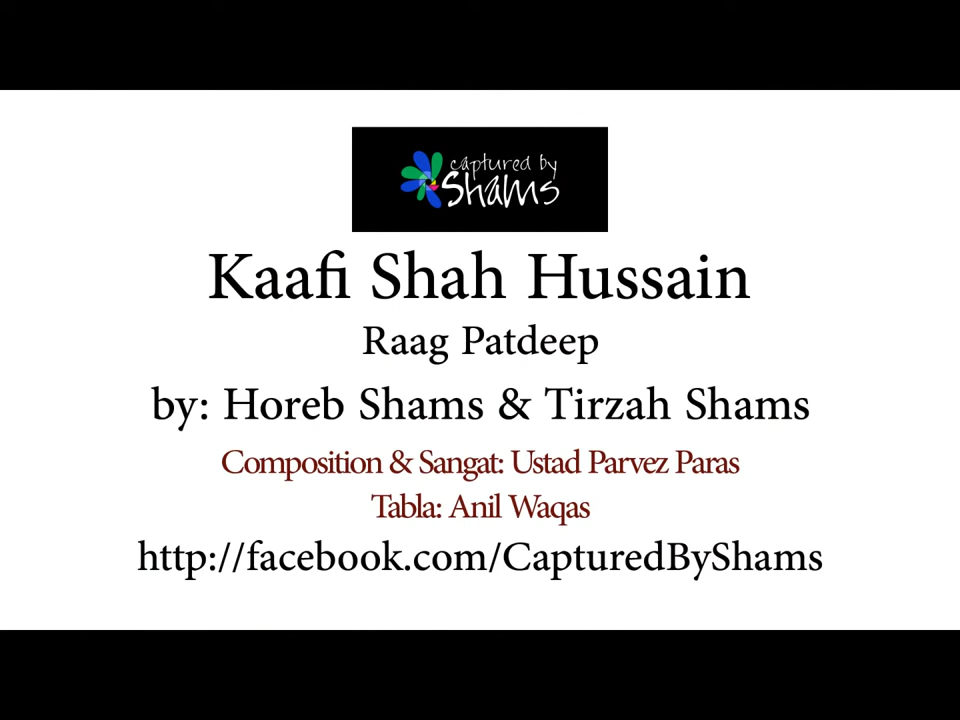 captured by
Shams
Kaafi Shah Hussain
Raag Patdeep
by: Horeb Shams & Tirzah Shams
Composition & Sangat: Ustad Parvez Paras
Tabla: Anil Waqas
http://facebook.com/CapturedByShams